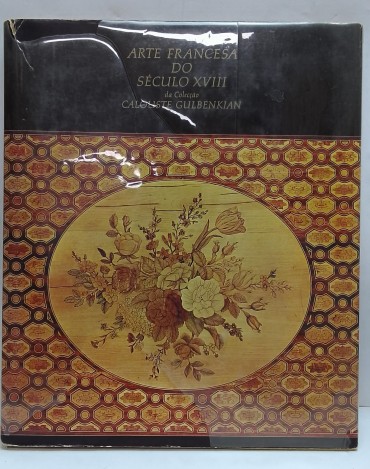 ARTE FRANCESA
DO
SÉCULO XVIII
da Colecção
CALOUSTE GULBENKIAN